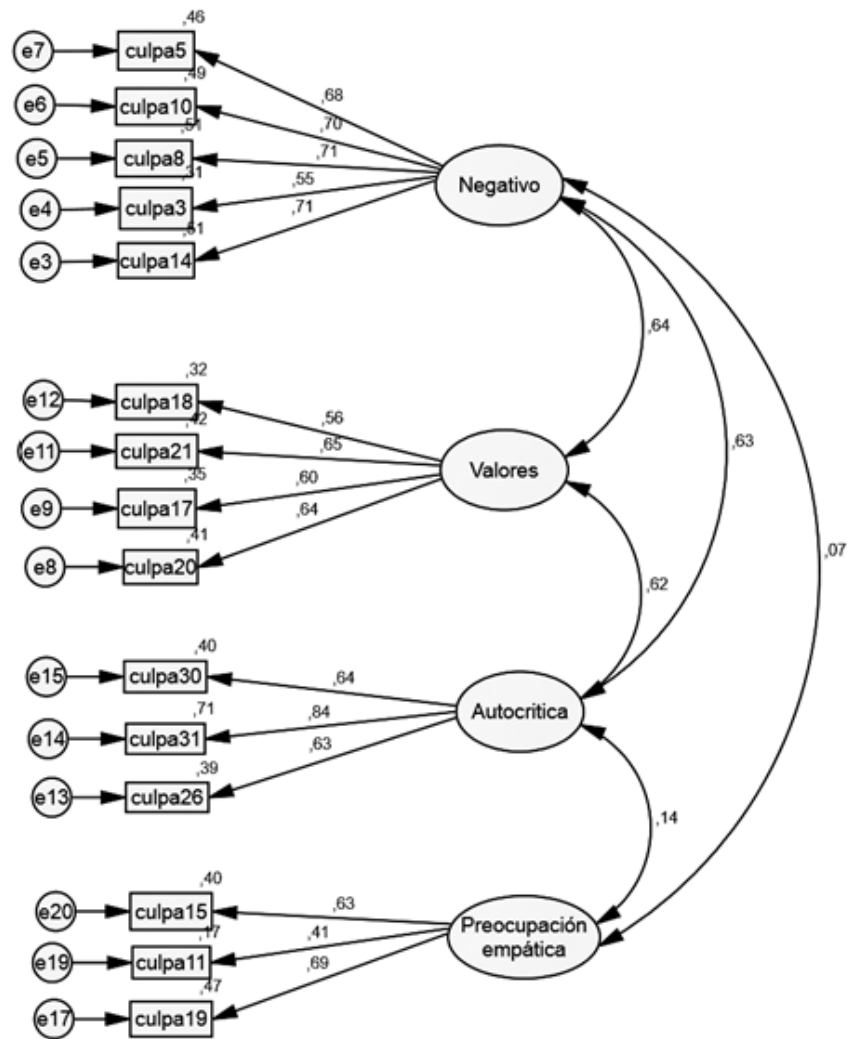 ,46
e7 culpa5
,68
,49
e6 culpa10
,70
,51
e5 culpa8
,71
Negativo
,31
e4 culpa3
,55
,51
e3 culpa14
,71
,64
,32
e12 culpa18
,56
,42
e11 culpa21
,65
Valores
,63
,35
e9 culpa17
,60
,41
e8 culpa20
,64
,07
,62
,40
e15 culpa30
,64
,71
e14 culpa31
,84
Autocritica
,39
e13 culpa26
,63
,14
,40
e20 culpa15
,63
Preocupación
empática
,17
e19 culpa11
,41
,47
e17 culpa19
,69